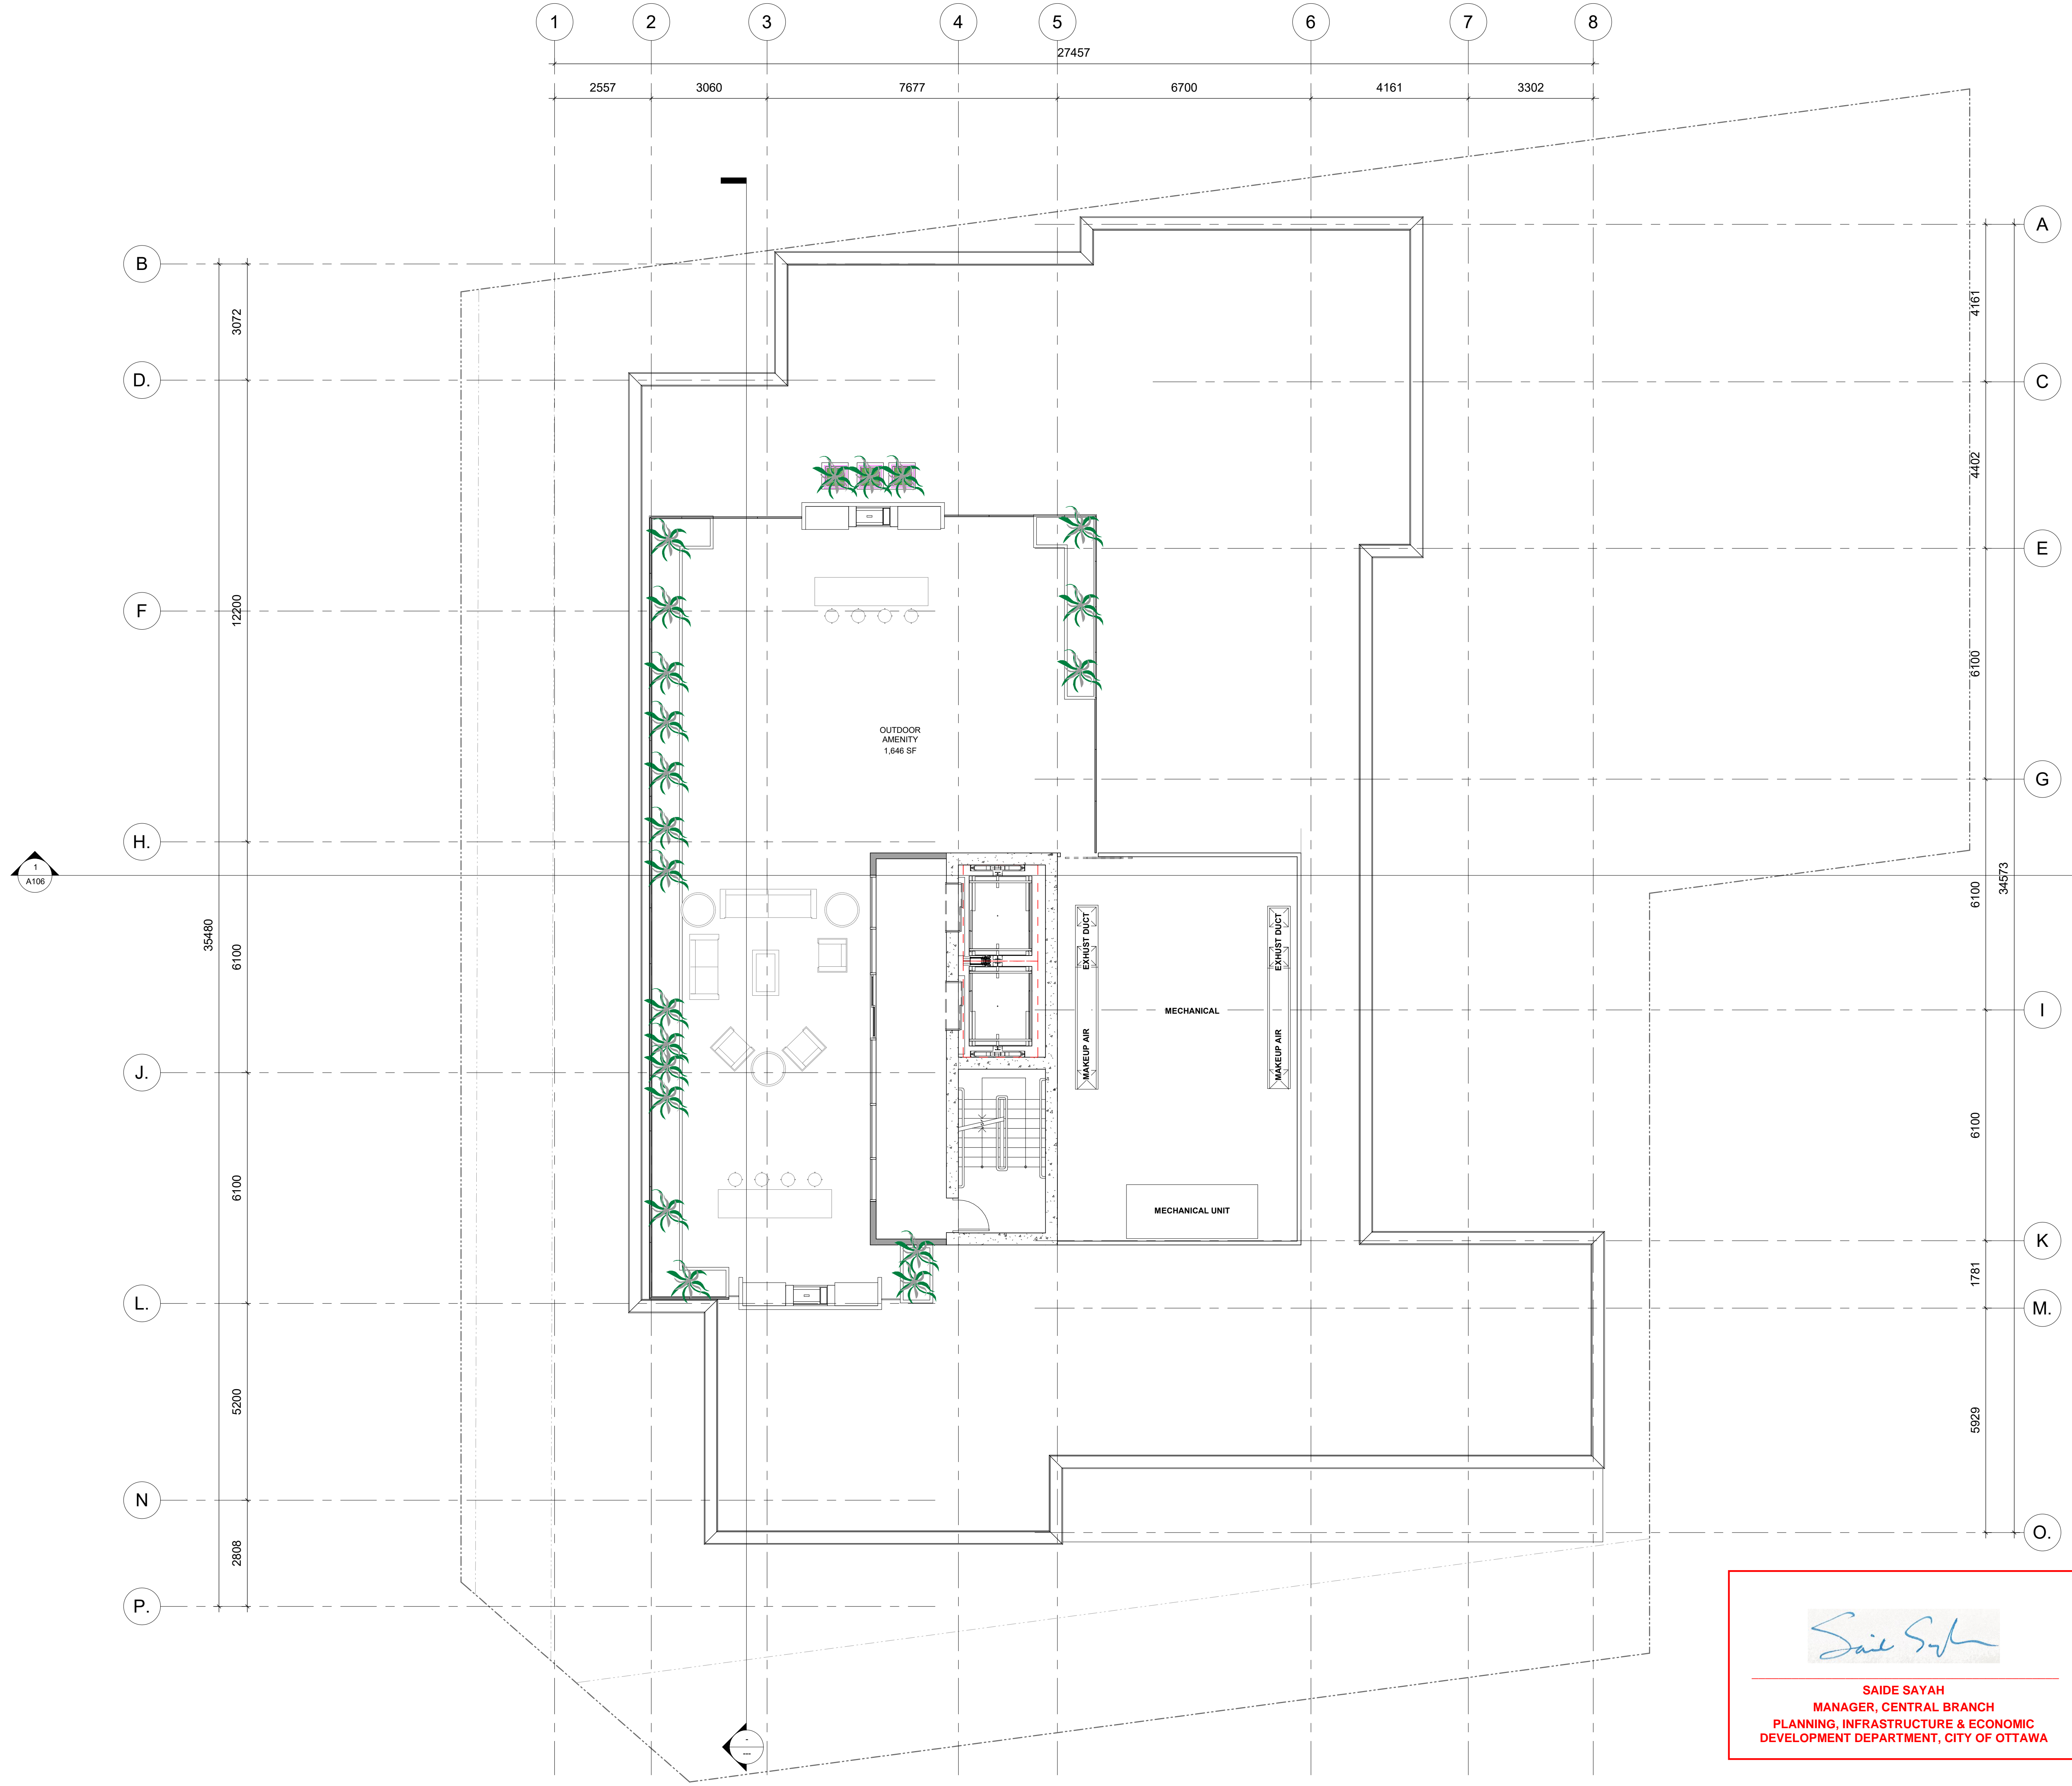 1 2 3 4 5 6 7 8
27457
2557 3060 7677 6700 4161 3302
A
B
4161
3072
D.
C
4402
E
12200
F
6100
OUTDOOR
AMENITY
1,646 SF
G
H.
1
A106
6100
34573
35480
6100
EXHUST DUCT
EXHUST DUCT
MECHANICAL
I
MAKEUP AIR
MAKEUP AIR
J.
6100
6100
MECHANICAL UNIT
K
1781
L.
M.
5200
5929
N
O.
2808
P.
-
---
SAIDE SAYAH
MANAGER, CENTRAL BRANCH
PLANNING, INFRASTRUCTURE & ECONOMIC
DEVELOPMENT DEPARTMENT, CITY OF OTTAWA